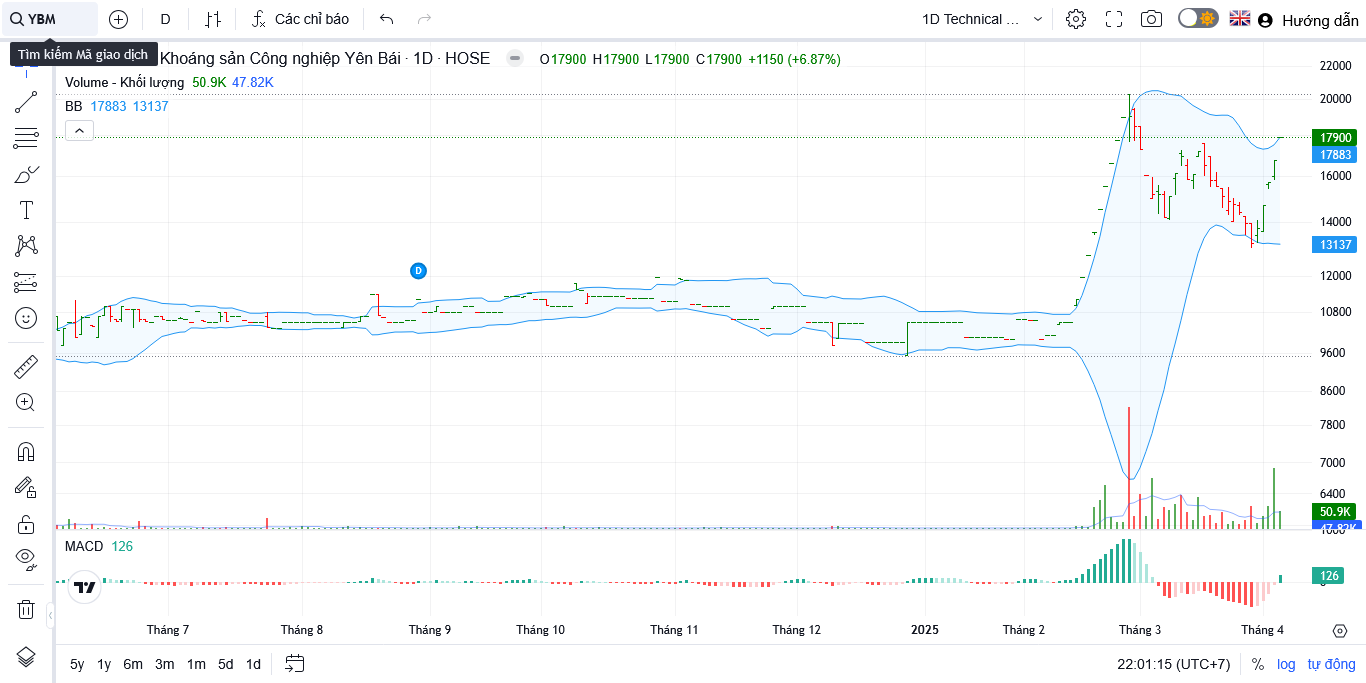 YBM D Các chỉ báo 1D Technical ... Hướng dẫn
Tìm kiếm Mã giao dịch
Khoáng sản Công nghiệp Yên Bái · 1D · HOSE O17900 H17900 L17900 C17900 +1150 (+6.87%)
Volume - Khối lượng 50.9K 47.82K
BB 17883 13137
D
22000
20000
17900
17883
16000
14000
13137
12000
10800
9600
8600
7800
7000
6400
50.9K
47.82K
1000
MACD 126
126
0
Tháng 7 Tháng 8 Tháng 9 Tháng 10 Tháng 11 Tháng 12 2025 Tháng 2 Tháng 3 Tháng 4
5y 1y 6m 3m 1m 5d 1d 22:01:15 (UTC+7) % log tự động